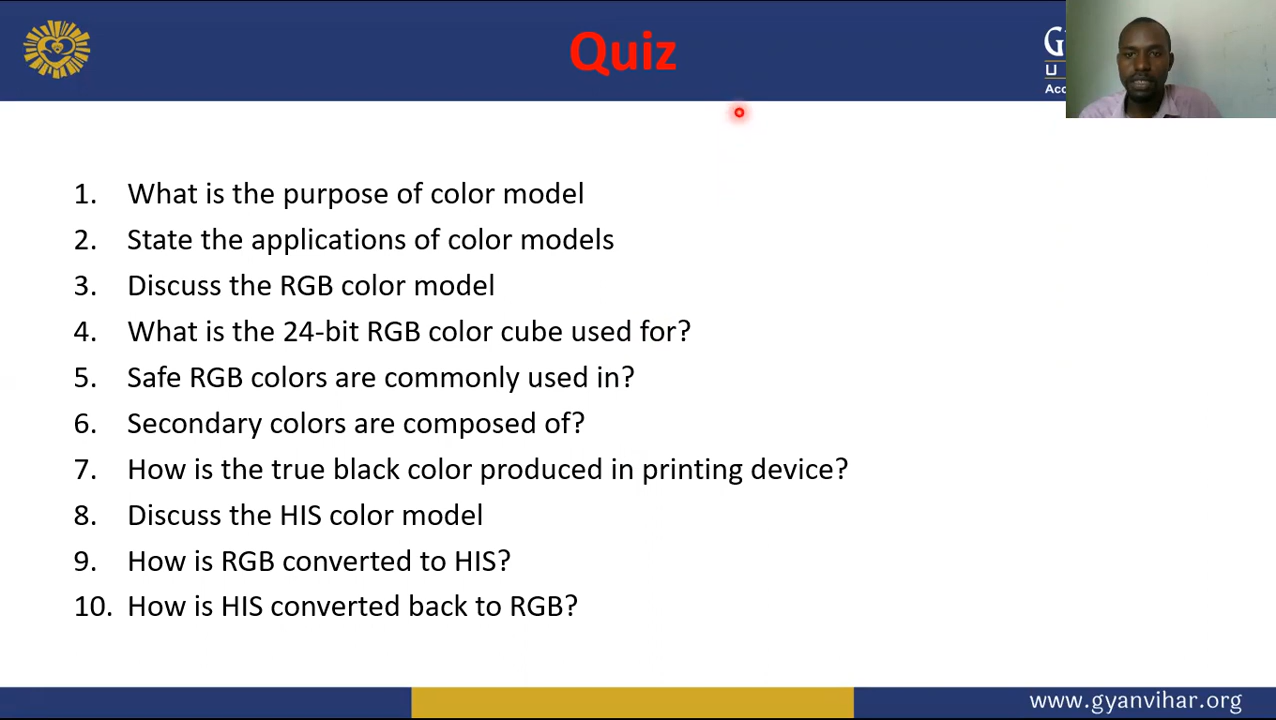 Quiz
G
U
Acc
1. What is the purpose of color model
2. State the applications of color models
3. Discuss the RGB color model
4. What is the 24-bit RGB color cube used for?
5. Safe RGB colors are commonly used in?
6. Secondary colors are composed of?
7. How is the true black color produced in printing device?
8. Discuss the HIS color model
9. How is RGB converted to HIS?
10. How is HIS converted back to RGB?
www.gyanvihar.org